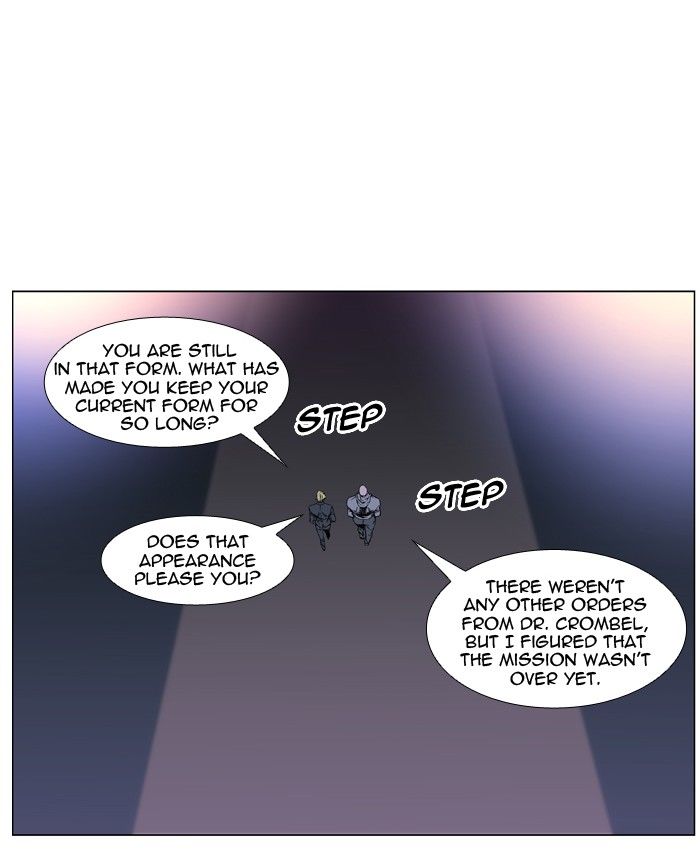 YOU ARE STILL
IN THAT FORM. WHAT HAS
MADE YOU KEEP YOUR
CURRENT FORM FOR
SO LONG?
STEP
STEP
DOES THAT
APPEARANCE
PLEASE YOU?
THERE WEREN'T
ANY OTHER ORDERS
FROM DR. CROMBEL,
BUT I FIGURED THAT
THE MISSION WASN'T
OVER YET.